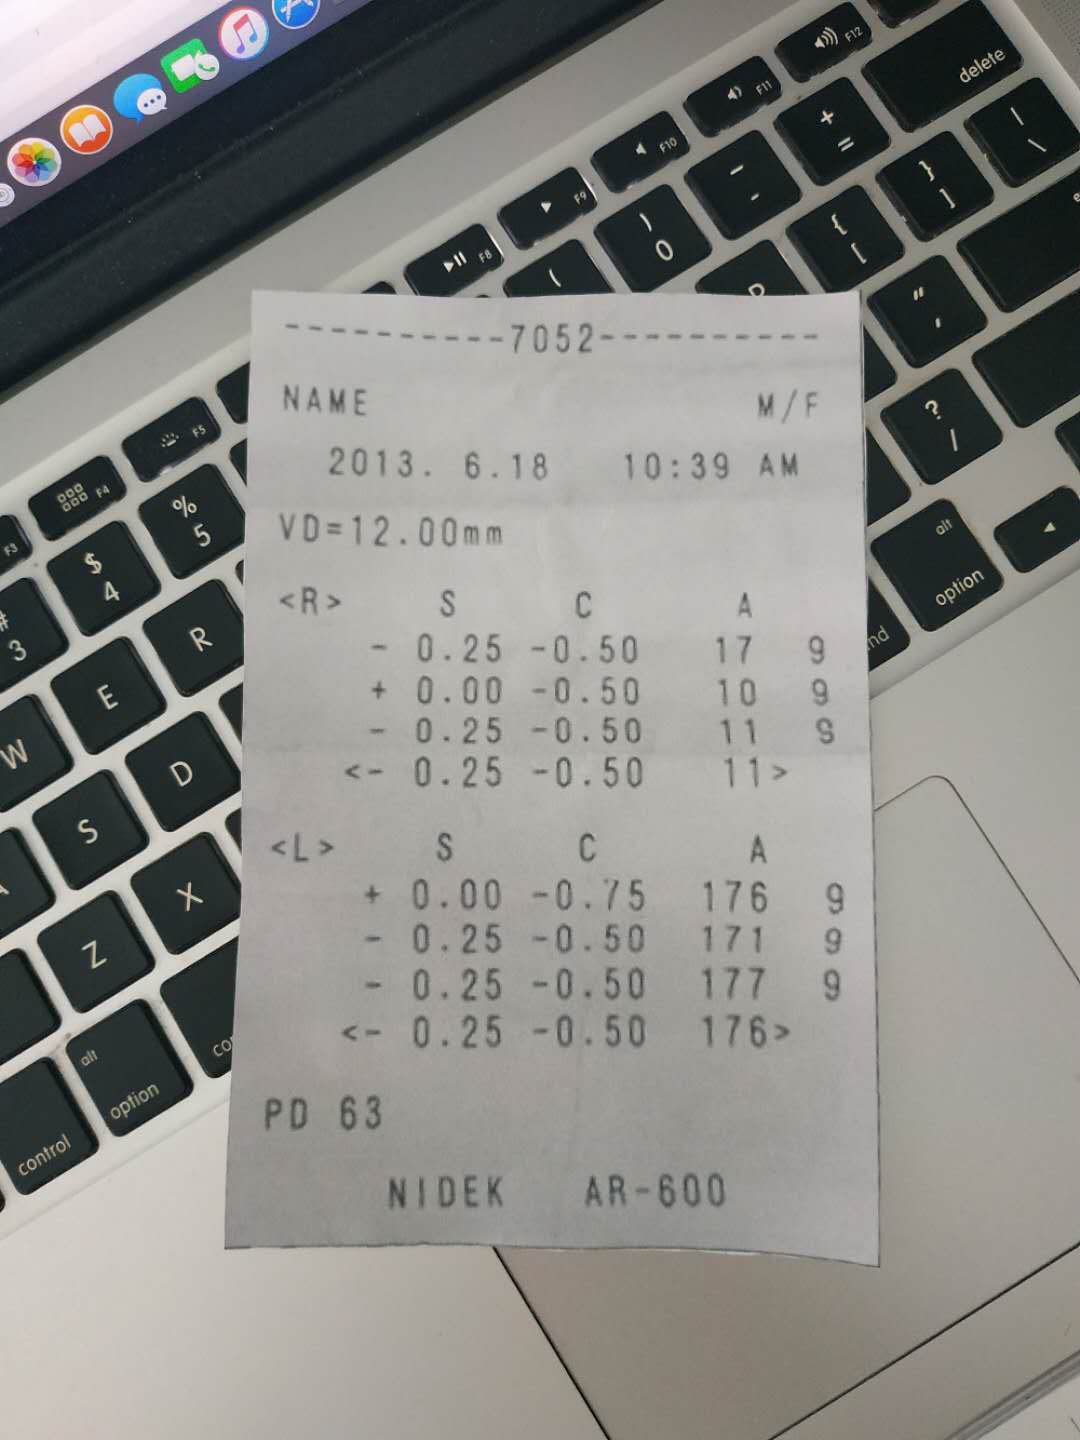 F12
delete
F11
+
=
|
\
F10
-
-
}
]
F9
)
0
{
[
F8
(
P
"
,
----------7052----------
NAME M/F
2013. 6.18 10:39 AM
VD=12.00mm
<R> S C A
- 0.25 -0.50 17 9
+ 0.00 -0.50 10 9
- 0.25 -0.50 11 9
<- 0.25 -0.50 11>
<L> S C A
+ 0.00 -0.75 176 9
- 0.25 -0.50 171 9
- 0.25 -0.50 177 9
<- 0.25 -0.50 176>
PD 63
NIDEK AR-600
?
/
F5
F4
F3
%
5
$
4
#
3
R
E
W
D
S
X
Z
alt
option
control
alt
option